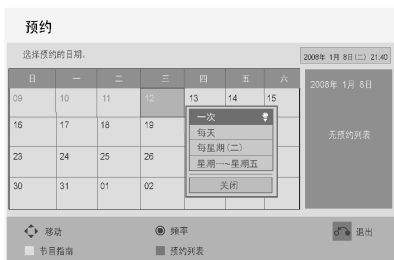 预约
选择预约的日期.
2008年 1月 8日(二) 21:40
日 一 二 三 四 五 六
09 10 11 12 13 14 15
16 17 18 19
23 24 25 26
30 31 01 02
一次
每天
每星期(二)
星期一~星期五
关闭
2008年 1月 8日
无预约列表
移动
频率
退出
节目指南
预约列表